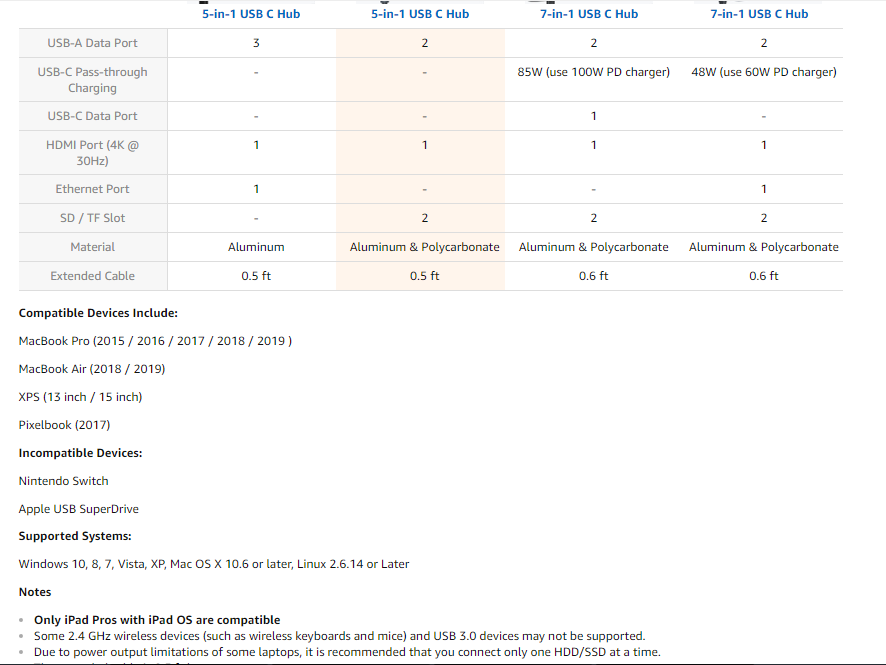 5-in-1 USB C Hub 5-in-1 USB C Hub 7-in-1 USB C Hub 7-in-1 USB C Hub
USB-A Data Port 3 2 2 2
USB-C Pass-through Charging - - 85W (use 100W PD charger) 48W (use 60W PD charger)
USB-C Data Port - - 1 -
HDMI Port (4K @ 30Hz) 1 1 1 1
Ethernet Port 1 - - 1
SD / TF Slot - 2 2 2
Material Aluminum Aluminum & Polycarbonate Aluminum & Polycarbonate Aluminum & Polycarbonate
Extended Cable 0.5 ft 0.5 ft 0.6 ft 0.6 ft
Compatible Devices Include:
MacBook Pro (2015 / 2016 / 2017 / 2018 / 2019 )
MacBook Air (2018 / 2019)
XPS (13 inch / 15 inch)
Pixelbook (2017)
Incompatible Devices:
Nintendo Switch
Apple USB SuperDrive
Supported Systems:
Windows 10, 8, 7, Vista, XP, Mac OS X 10.6 or later, Linux 2.6.14 or Later
Notes
• Only iPad Pros with iPad OS are compatible
• Some 2.4 GHz wireless devices (such as wireless keyboards and mice) and USB 3.0 devices may not be supported.
• Due to power output limitations of some laptops, it is recommended that you connect only one HDD/SSD at a time.